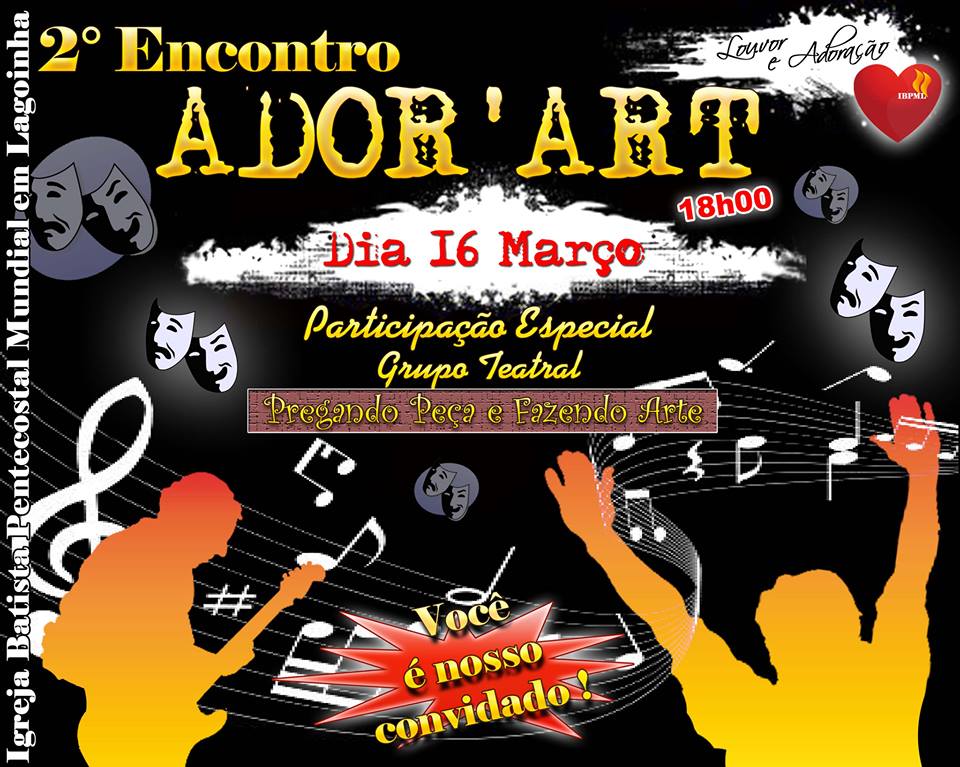 2° Encontro
ADOR'ART
Louvor
e Adoração
IBPML
18h00
Dia 16 Março
Participação Especial
Grupo Teatral
Pregando Peça e Fazendo Arte
Você
é nosso
convidado !
Igreja Batista Pentecostal Mundial em Lagoinha